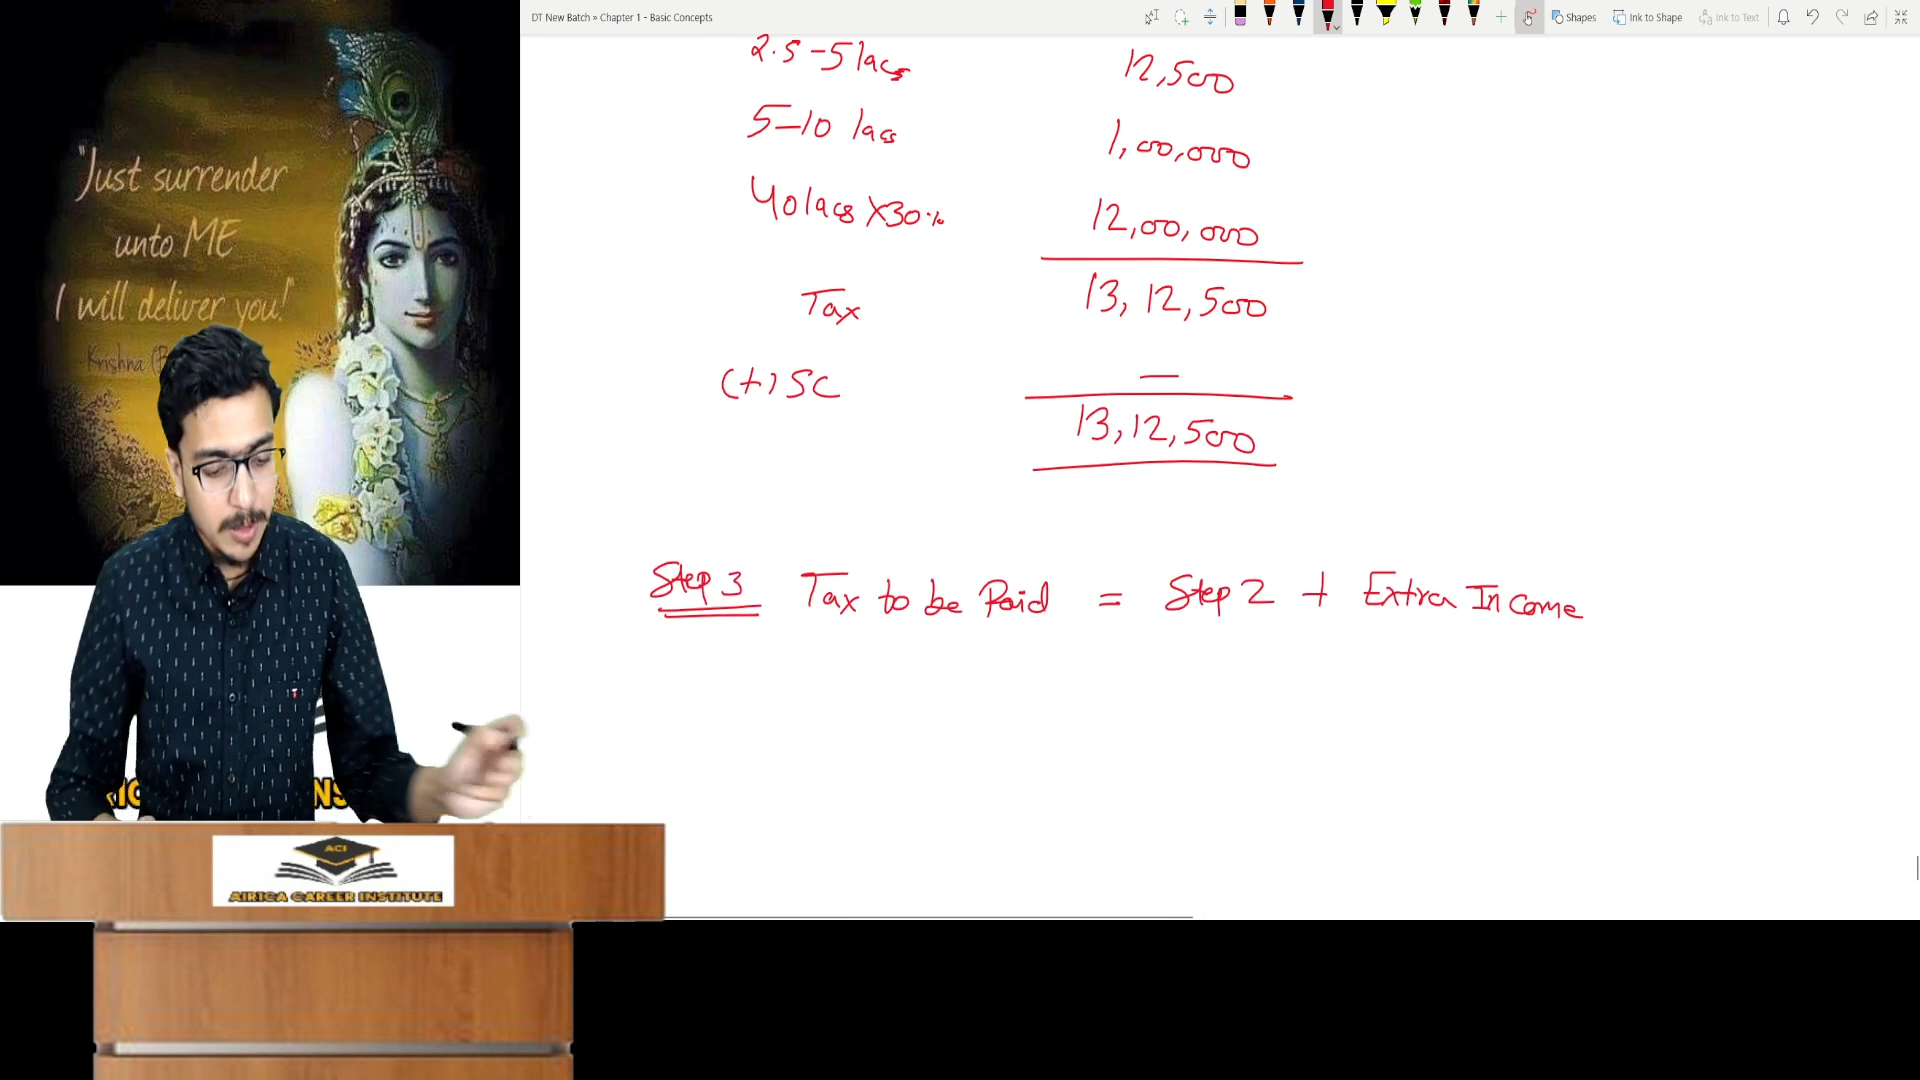 DT New Batch » Chapter 1 - Basic Concepts
Shapes
Ink to Shape
Ink to Text
2.5-5 lacs 12,500
5-10 lacs 1,00,000
40 lacs X30% 12,00,000
Tax 13,12,500
(+) SC —
13,12,500
Step 3 Tax to be Paid = Step 2 + Extra Income
"Just surrender
unto ME
I will deliver you!"
- Krishna
ACI
AIRICA CAREER INSTITUTE